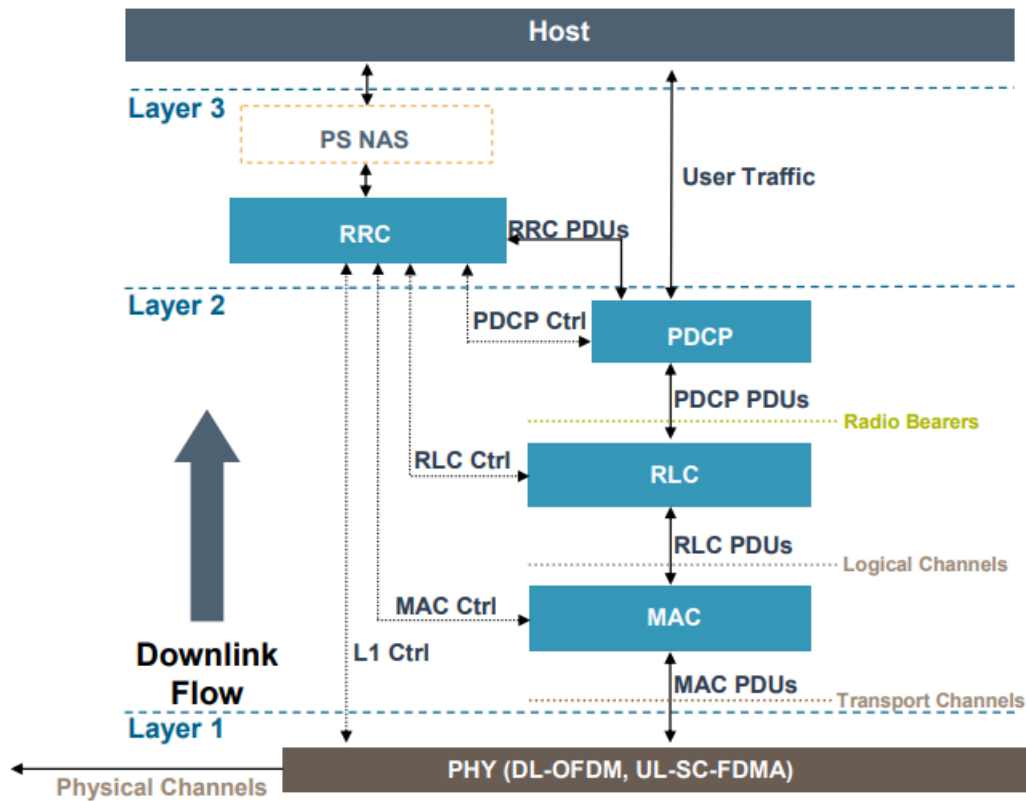 Host
Layer 3
PS NAS
User Traffic
RRC
RRC PDUs
Layer 2
PDCP Ctrl
PDCP
PDCP PDUs
Radio Bearers
RLC Ctrl
RLC
RLC PDUs
Logical Channels
MAC Ctrl
MAC
Downlink
Flow
L1 Ctrl
MAC PDUs
Transport Channels
Layer 1
PHY (DL-OFDM, UL-SC-FDMA)
Physical Channels